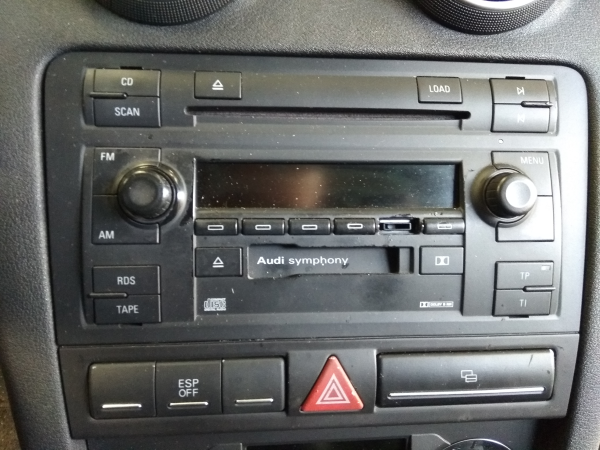 CD
LOAD
SCAN
FM
MENU
AM
Audi symphony
RDS
TP
TAPE
TI
ESP
OFF